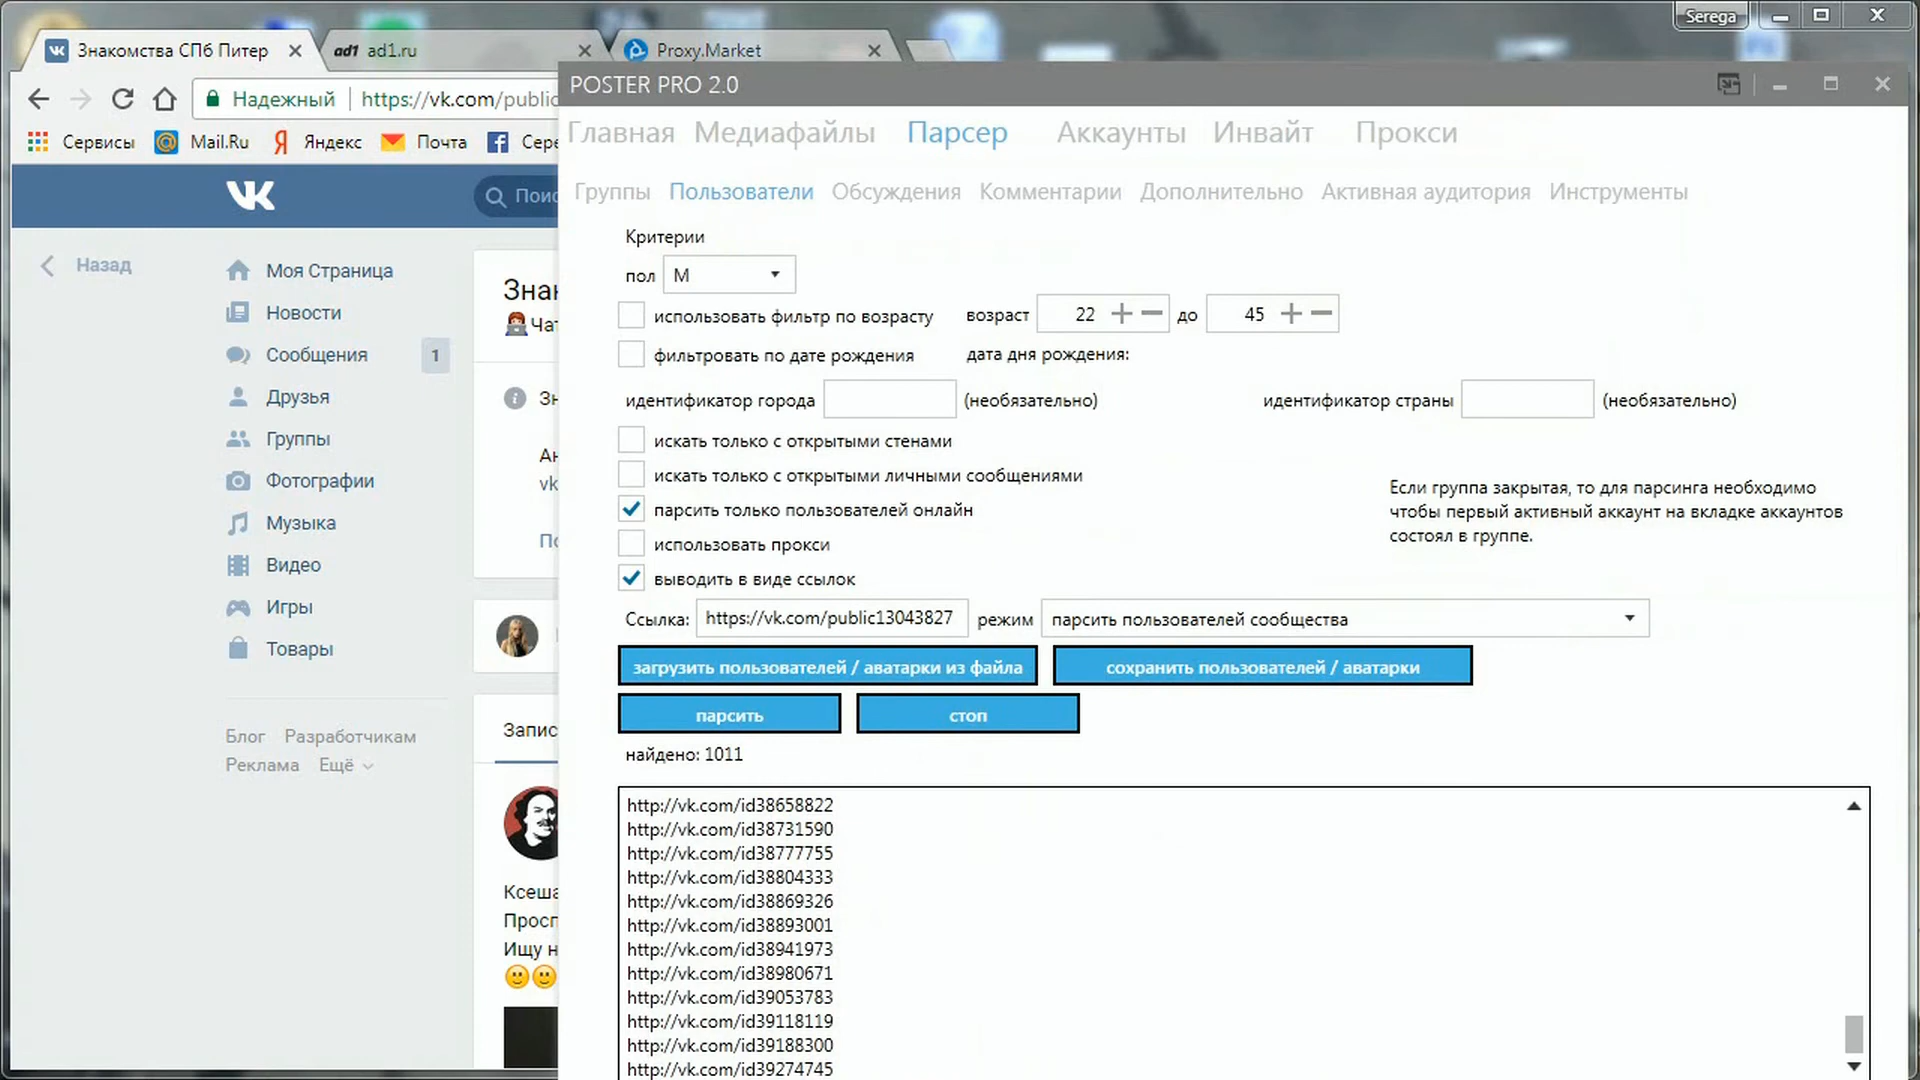 Serega
Знакомства СПб Питер
ad1 ad1.ru
Proxy.Market
Надежный
https://vk.com/public
Сервисы
Mail.Ru
Яндекс
Почта
POSTER PRO 2.0
Главная Медиафайлы Парсер Аккаунты Инвайт Прокси
Группы Пользователи Обсуждения Комментарии Дополнительно Активная аудитория Инструменты
Назад
Моя Страница
Новости
Сообщения 1
Друзья
Группы
Фотографии
Музыка
Видео
Игры
Товары
Блог Разработчикам
Реклама Ещё
Критерии
пол М
использовать фильтр по возрасту возраст 22 до 45
фильтровать по дате рождения дата дня рождения:
идентификатор города (необязательно) идентификатор страны (необязательно)
искать только с открытыми стенами
искать только с открытыми личными сообщениями
парсить только пользователей онлайн
использовать прокси
выводить в виде ссылок
Если группа закрытая, то для парсинга необходимо
чтобы первый активный аккаунт на вкладке аккаунтов
состоял в группе.
Ссылка: https://vk.com/public13043827 режим парсить пользователей сообщества
загрузить пользователей / аватарки из файла
сохранить пользователей / аватарки
парсить
стоп
найдено: 1011
http://vk.com/id38658822
http://vk.com/id38731590
http://vk.com/id38777755
http://vk.com/id38804333
http://vk.com/id38869326
http://vk.com/id38893001
http://vk.com/id38941973
http://vk.com/id38980671
http://vk.com/id39053783
http://vk.com/id39118119
http://vk.com/id39188300
http://vk.com/id39274745